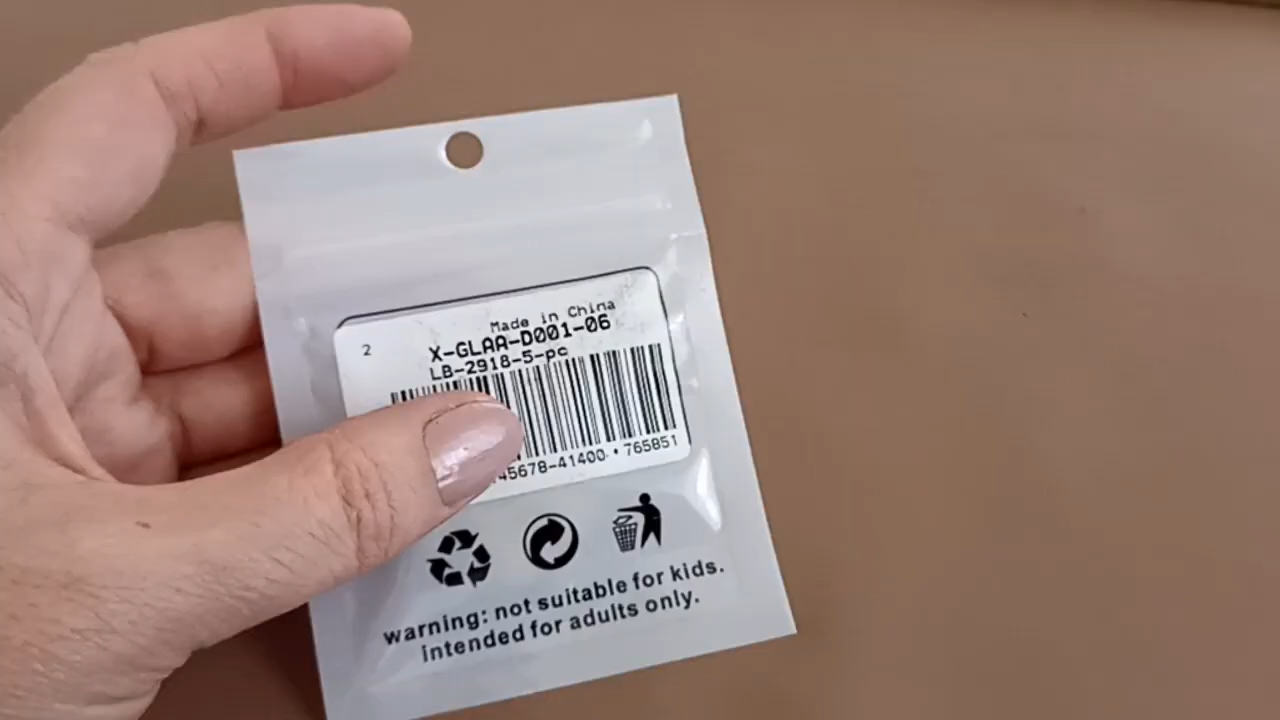 Made in China
2
X-GLAA-D001-06
LB-2918-5-pc
45678-41400·765851
warning: not suitable for kids.
intended for adults only.